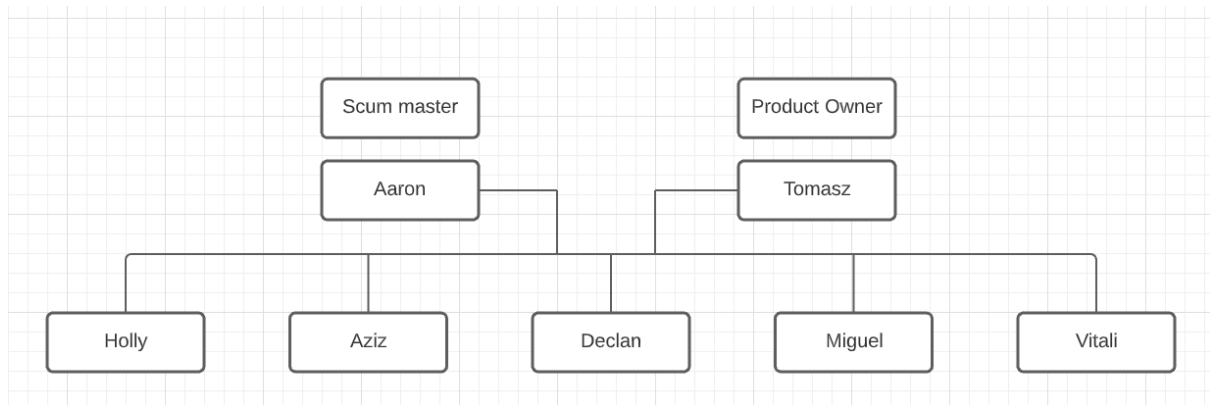 Scum master
Product Owner
Aaron
Tomasz
Holly
Aziz
Declan
Miguel
Vitali